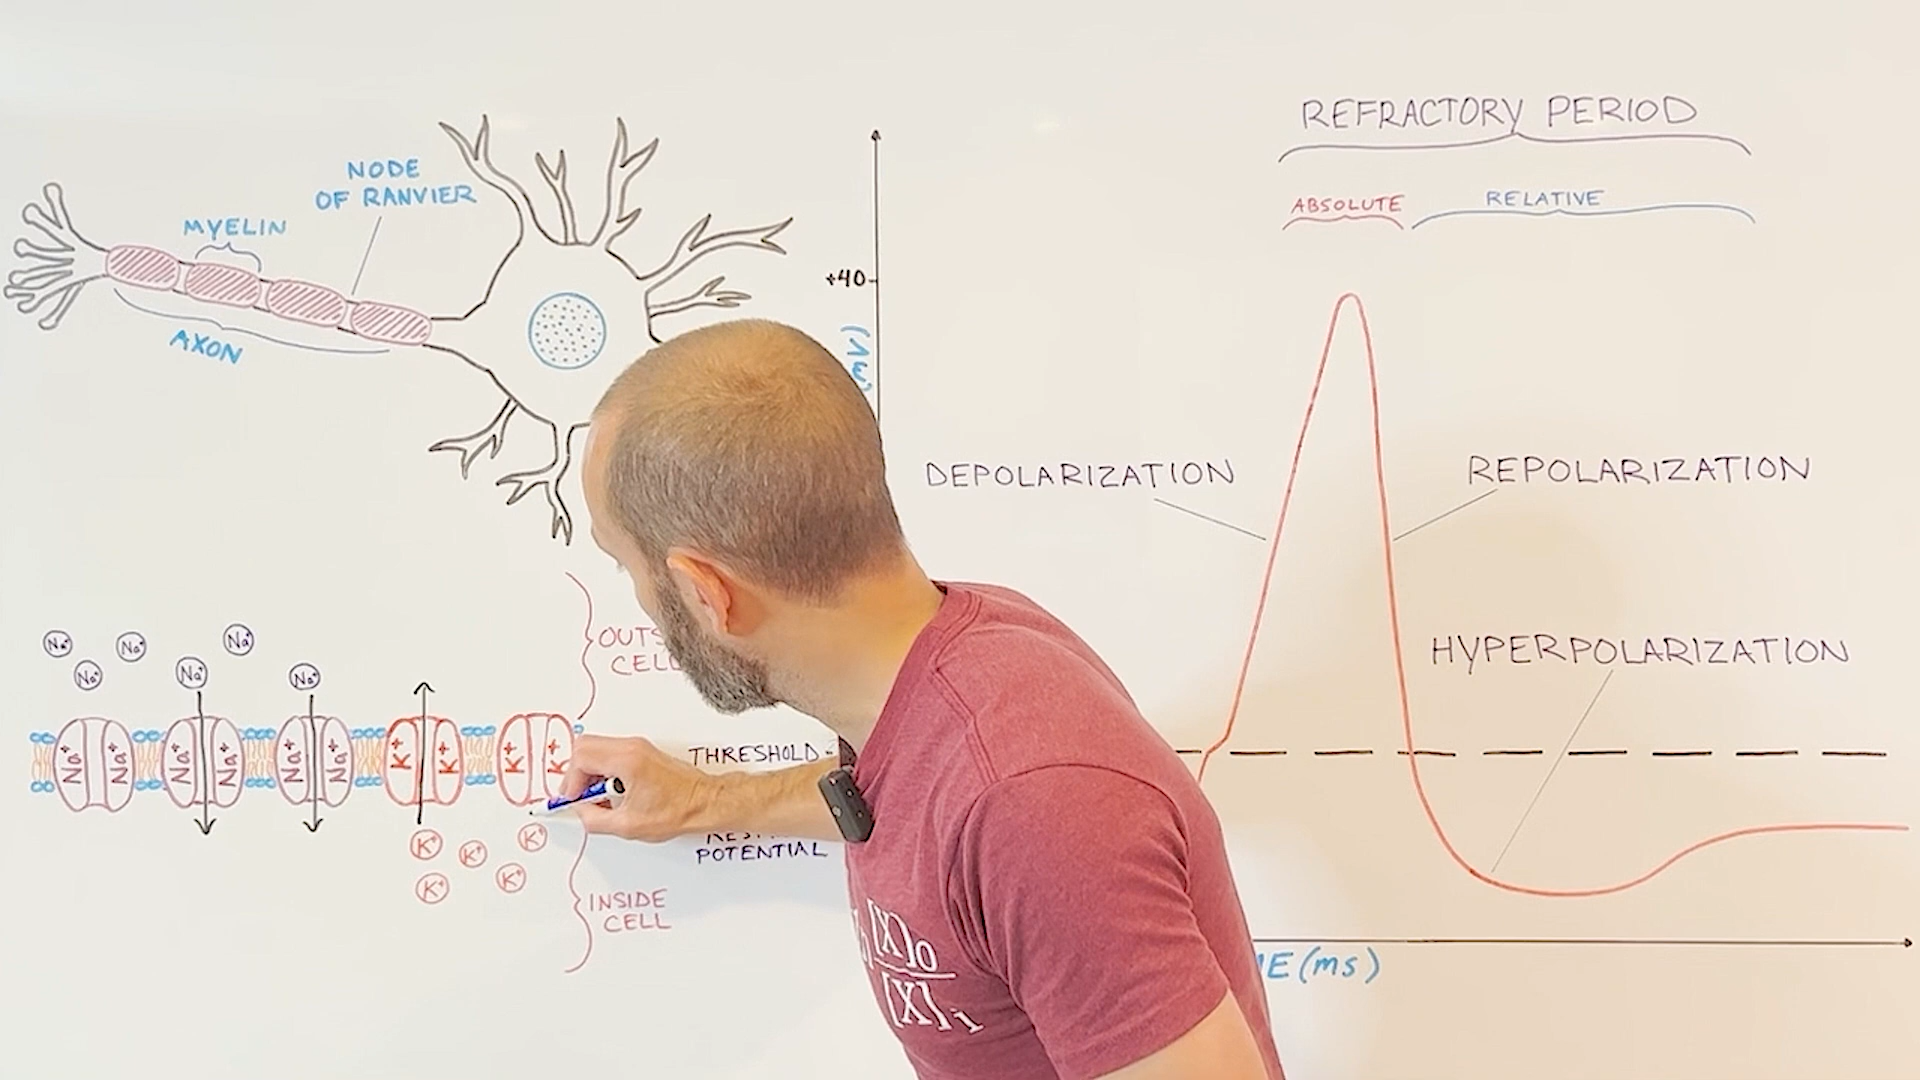 NODE
OF RANVIER
MYELIN
AXON
+40
REFRACTORY PERIOD
ABSOLUTE
RELATIVE
DEPOLARIZATION
REPOLARIZATION
HYPERPOLARIZATION
Na⁺
Na⁺
Na⁺
Na⁺
Na⁺
Na⁺
Na⁺
Na⁺
Na⁺
Na⁺
Na⁺
Na⁺
K⁺
K⁺
K⁺
K⁺
K⁺
K⁺
K⁺
K⁺
K⁺
CELL
THRESHOLD
POTENTIAL
INSIDE
CELL
(ms)
[X]o
[X]i